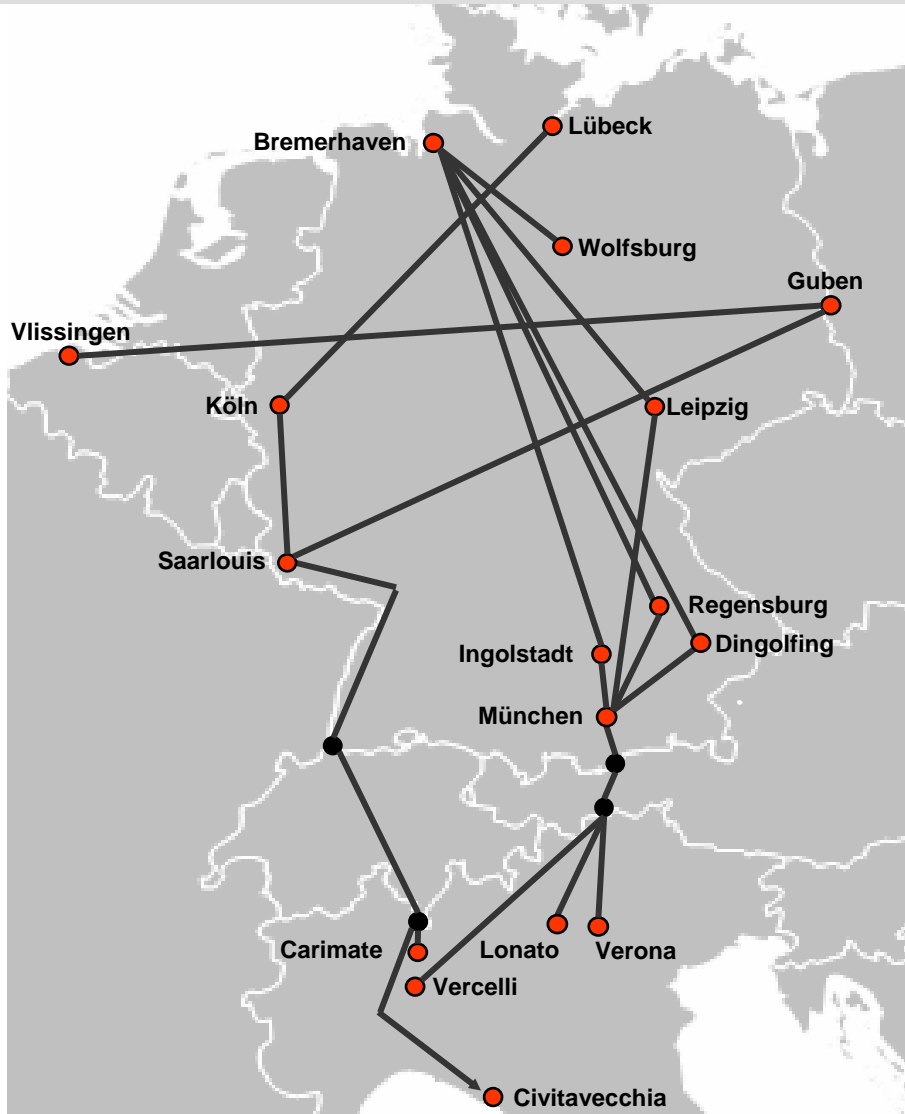 Lübeck
Bremerhaven
Wolfsburg
Guben
Vlissingen
Köln
Leipzig
Saarlouis
Regensburg
Dingolfing
Ingolstadt
München
Carimate
Lonato
Verona
Vercelli
Civitavecchia